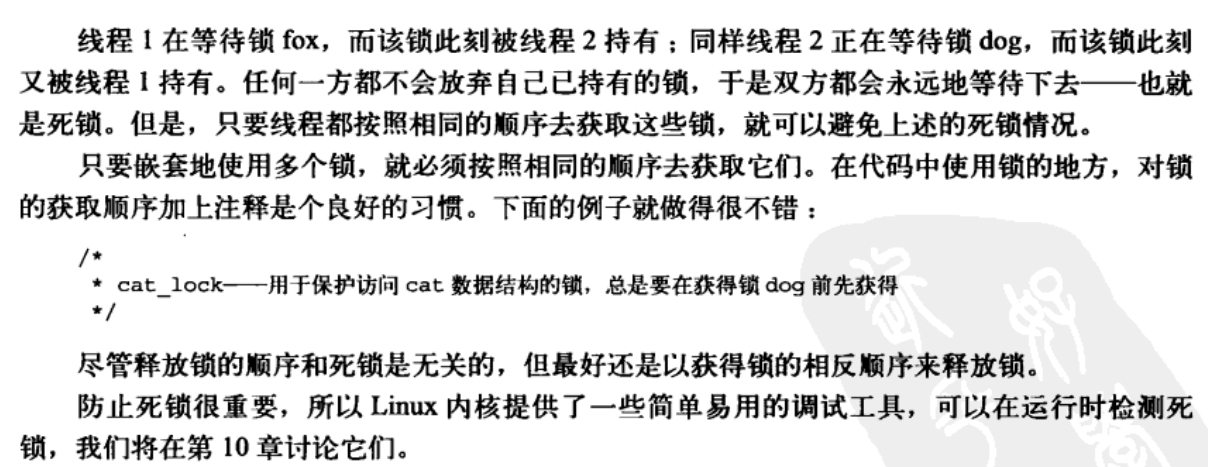 线程 1 在等待锁 fox，而该锁此刻被线程 2 持有；同样线程 2 正在等待锁 dog，而该锁此刻
又被线程 1 持有。任何一方都不会放弃自己已持有的锁，于是双方都会永远地等待下去——也就
是死锁。但是，只要线程都按照相同的顺序去获取这些锁，就可以避免上述的死锁情况。
只要嵌套地使用多个锁，就必须按照相同的顺序去获取它们。在代码中使用锁的地方，对锁
的获取顺序加上注释是个良好的习惯。下面的例子就做得很不错：
/*
* cat_lock——用于保护访问 cat 数据结构的锁，总是要在获得锁 dog 前先获得
*/
尽管释放锁的顺序和死锁是无关的，但最好还是以获得锁的相反顺序来释放锁。
防止死锁很重要，所以 Linux 内核提供了一些简单易用的调试工具，可以在运行时检测死
锁，我们将在第 10 章讨论它们。